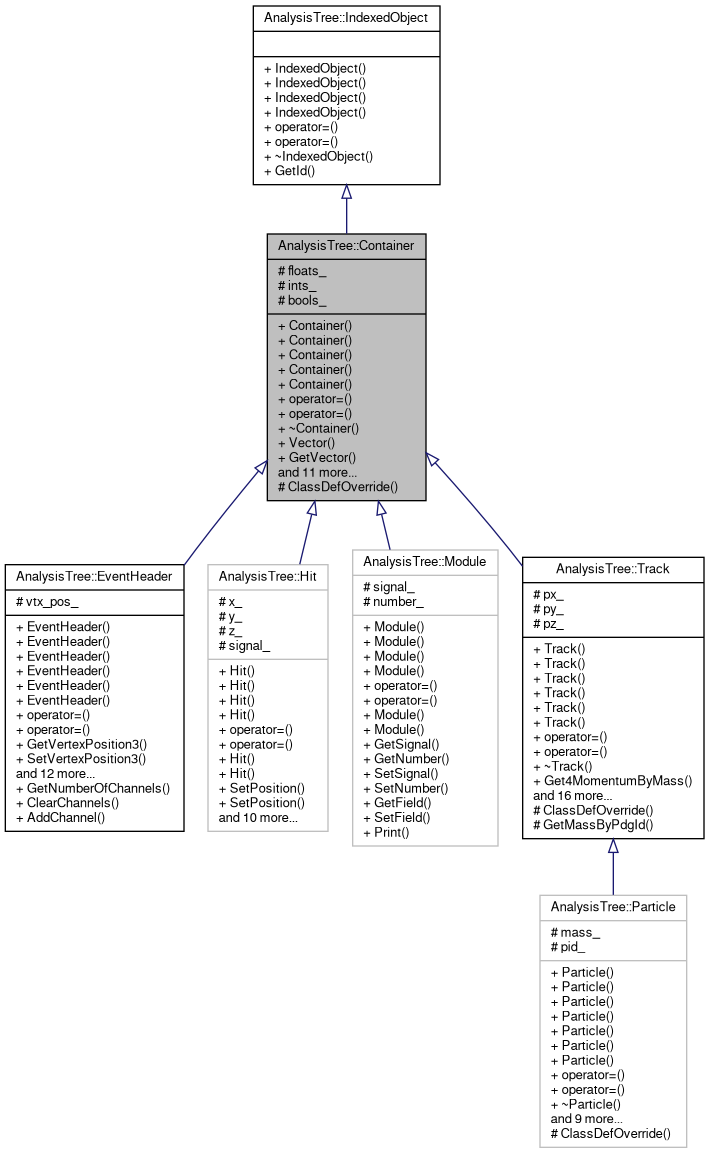 AnalysisTree::IndexedObject
+ IndexedObject()
+ IndexedObject()
+ IndexedObject()
+ IndexedObject()
+ operator=()
+ operator=()
+ ~IndexedObject()
+ GetId()
AnalysisTree::Container
# floats_
# ints_
# bools_
+ Container()
+ Container()
+ Container()
+ Container()
+ Container()
+ operator=()
+ operator=()
+ ~Container()
+ Vector()
+ GetVector()
and 11 more...
# ClassDefOverride()
AnalysisTree::EventHeader
# vtx_pos_
+ EventHeader()
+ EventHeader()
+ EventHeader()
+ EventHeader()
+ EventHeader()
+ EventHeader()
+ operator=()
+ operator=()
+ GetVertexPosition3()
+ SetVertexPosition3()
and 12 more...
+ GetNumberOfChannels()
+ ClearChannels()
+ AddChannel()
AnalysisTree::Hit
# x_
# y_
# z_
# signal_
+ Hit()
+ Hit()
+ Hit()
+ Hit()
+ operator=()
+ operator=()
+ Hit()
+ Hit()
+ SetPosition()
+ SetPosition()
and 10 more...
AnalysisTree::Module
# signal_
# number_
+ Module()
+ Module()
+ Module()
+ Module()
+ operator=()
+ operator=()
+ Module()
+ Module()
+ GetSignal()
+ GetNumber()
+ SetSignal()
+ SetNumber()
+ GetField()
+ SetField()
+ Print()
AnalysisTree::Track
# px_
# py_
# pz_
+ Track()
+ Track()
+ Track()
+ Track()
+ Track()
+ Track()
+ operator=()
+ operator=()
+ ~Track()
+ Get4MomentumByMass()
and 16 more...
# ClassDefOverride()
# GetMassByPdgId()
AnalysisTree::Particle
# mass_
# pid_
+ Particle()
+ Particle()
+ Particle()
+ Particle()
+ Particle()
+ Particle()
+ Particle()
+ operator=()
+ operator=()
+ ~Particle()
and 9 more...
# ClassDefOverride()